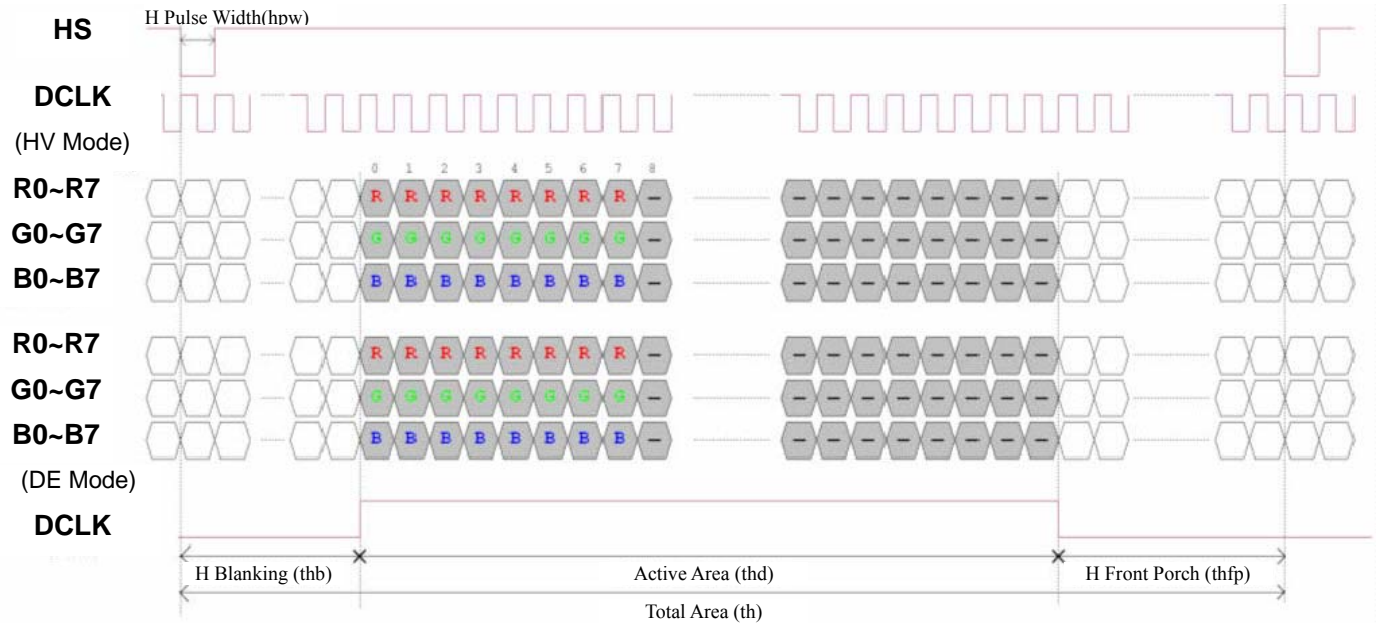 H Pulse Width(hpw)
HS
DCLK
(HV Mode)
0 1 2 3 4 5 6 7 8
R0~R7 R R R R R R R R
G0~G7 G G G G G G G G
B0~B7 B B B B B B B B
R0~R7 R R R R R R R R
G0~G7 G G G G G G G G
B0~B7 B B B B B B B B
(DE Mode)
DCLK
H Blanking (thb) Active Area (thd) H Front Porch (thfp)
Total Area (th)